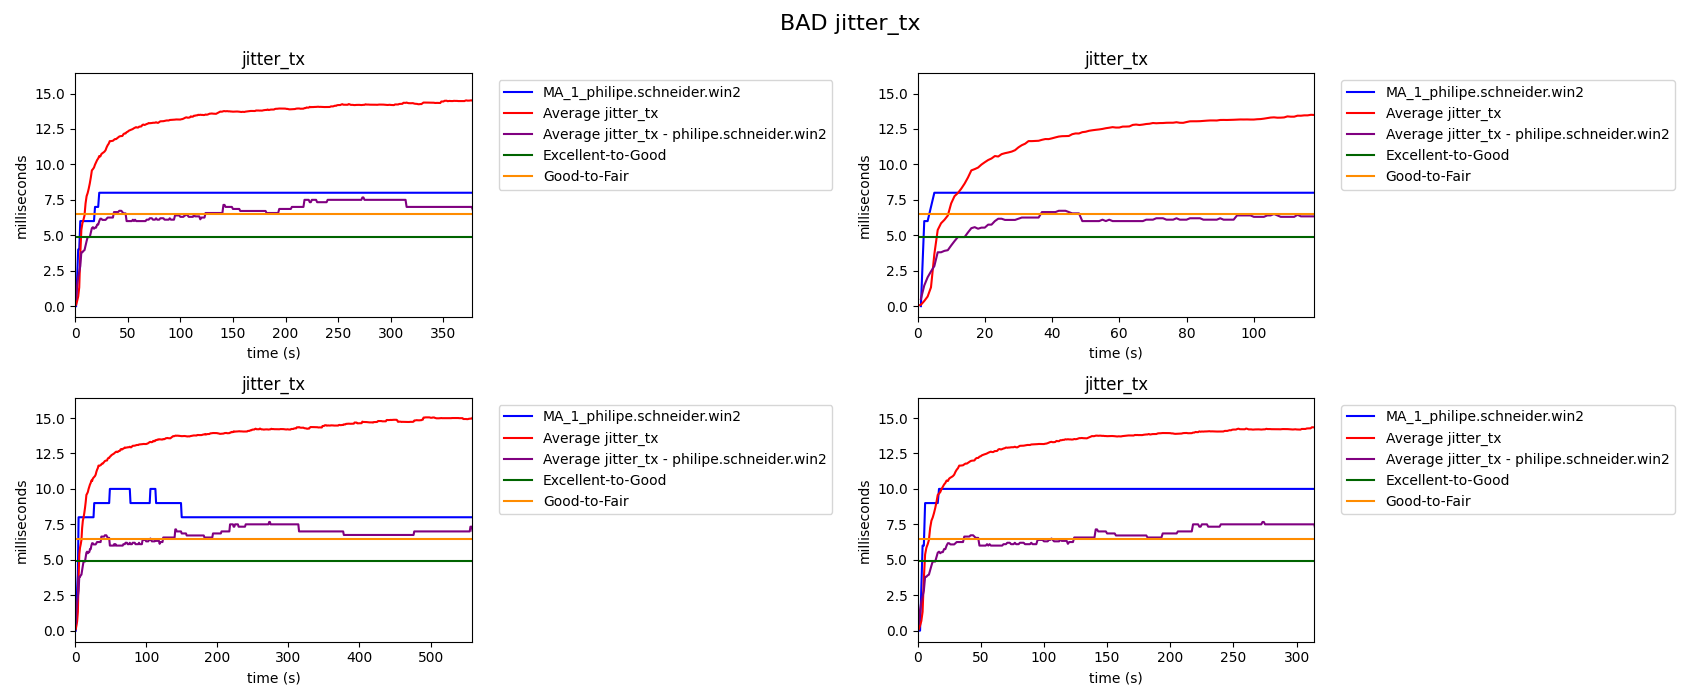 BAD jitter_tx
jitter_tx
milliseconds
15.0
12.5
10.0
7.5
5.0
2.5
0.0
0 50 100 150 200 250 300 350
time (s)
MA_1_philipe.schneider.win2
Average jitter_tx
Average jitter_tx - philipe.schneider.win2
Excellent-to-Good
Good-to-Fair
jitter_tx
milliseconds
15.0
12.5
10.0
7.5
5.0
2.5
0.0
0 20 40 60 80 100
time (s)
MA_1_philipe.schneider.win2
Average jitter_tx
Average jitter_tx - philipe.schneider.win2
Excellent-to-Good
Good-to-Fair
jitter_tx
milliseconds
15.0
12.5
10.0
7.5
5.0
2.5
0.0
0 100 200 300 400 500
time (s)
MA_1_philipe.schneider.win2
Average jitter_tx
Average jitter_tx - philipe.schneider.win2
Excellent-to-Good
Good-to-Fair
jitter_tx
milliseconds
15.0
12.5
10.0
7.5
5.0
2.5
0.0
0 50 100 150 200 250 300
time (s)
MA_1_philipe.schneider.win2
Average jitter_tx
Average jitter_tx - philipe.schneider.win2
Excellent-to-Good
Good-to-Fair